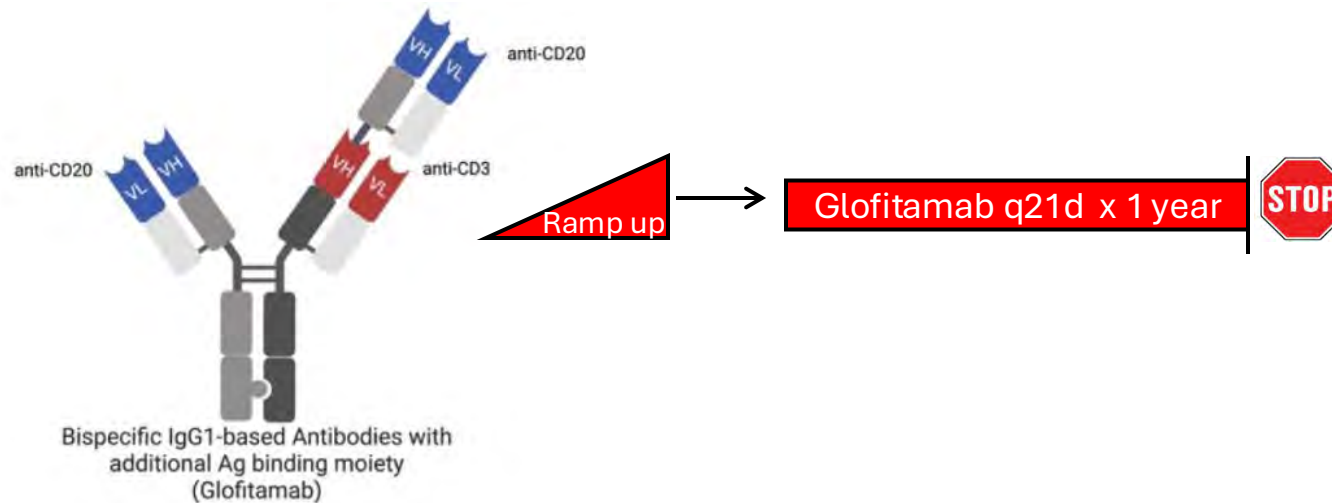 VH
VL
anti-CD20
anti-CD20
VL
VH
VH
VL
anti-CD3
Ramp up
Glofitamab q21d x 1 year
STOP
Bispecific IgG1-based Antibodies with
additional Ag binding moiety
(Glofitamab)